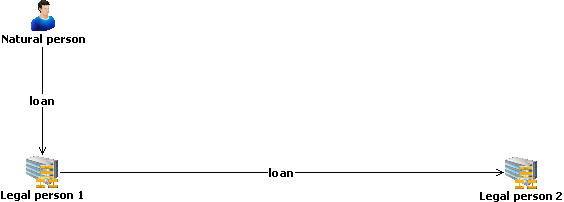 Natural person
loan
loan
Legal person 1
Legal person 2